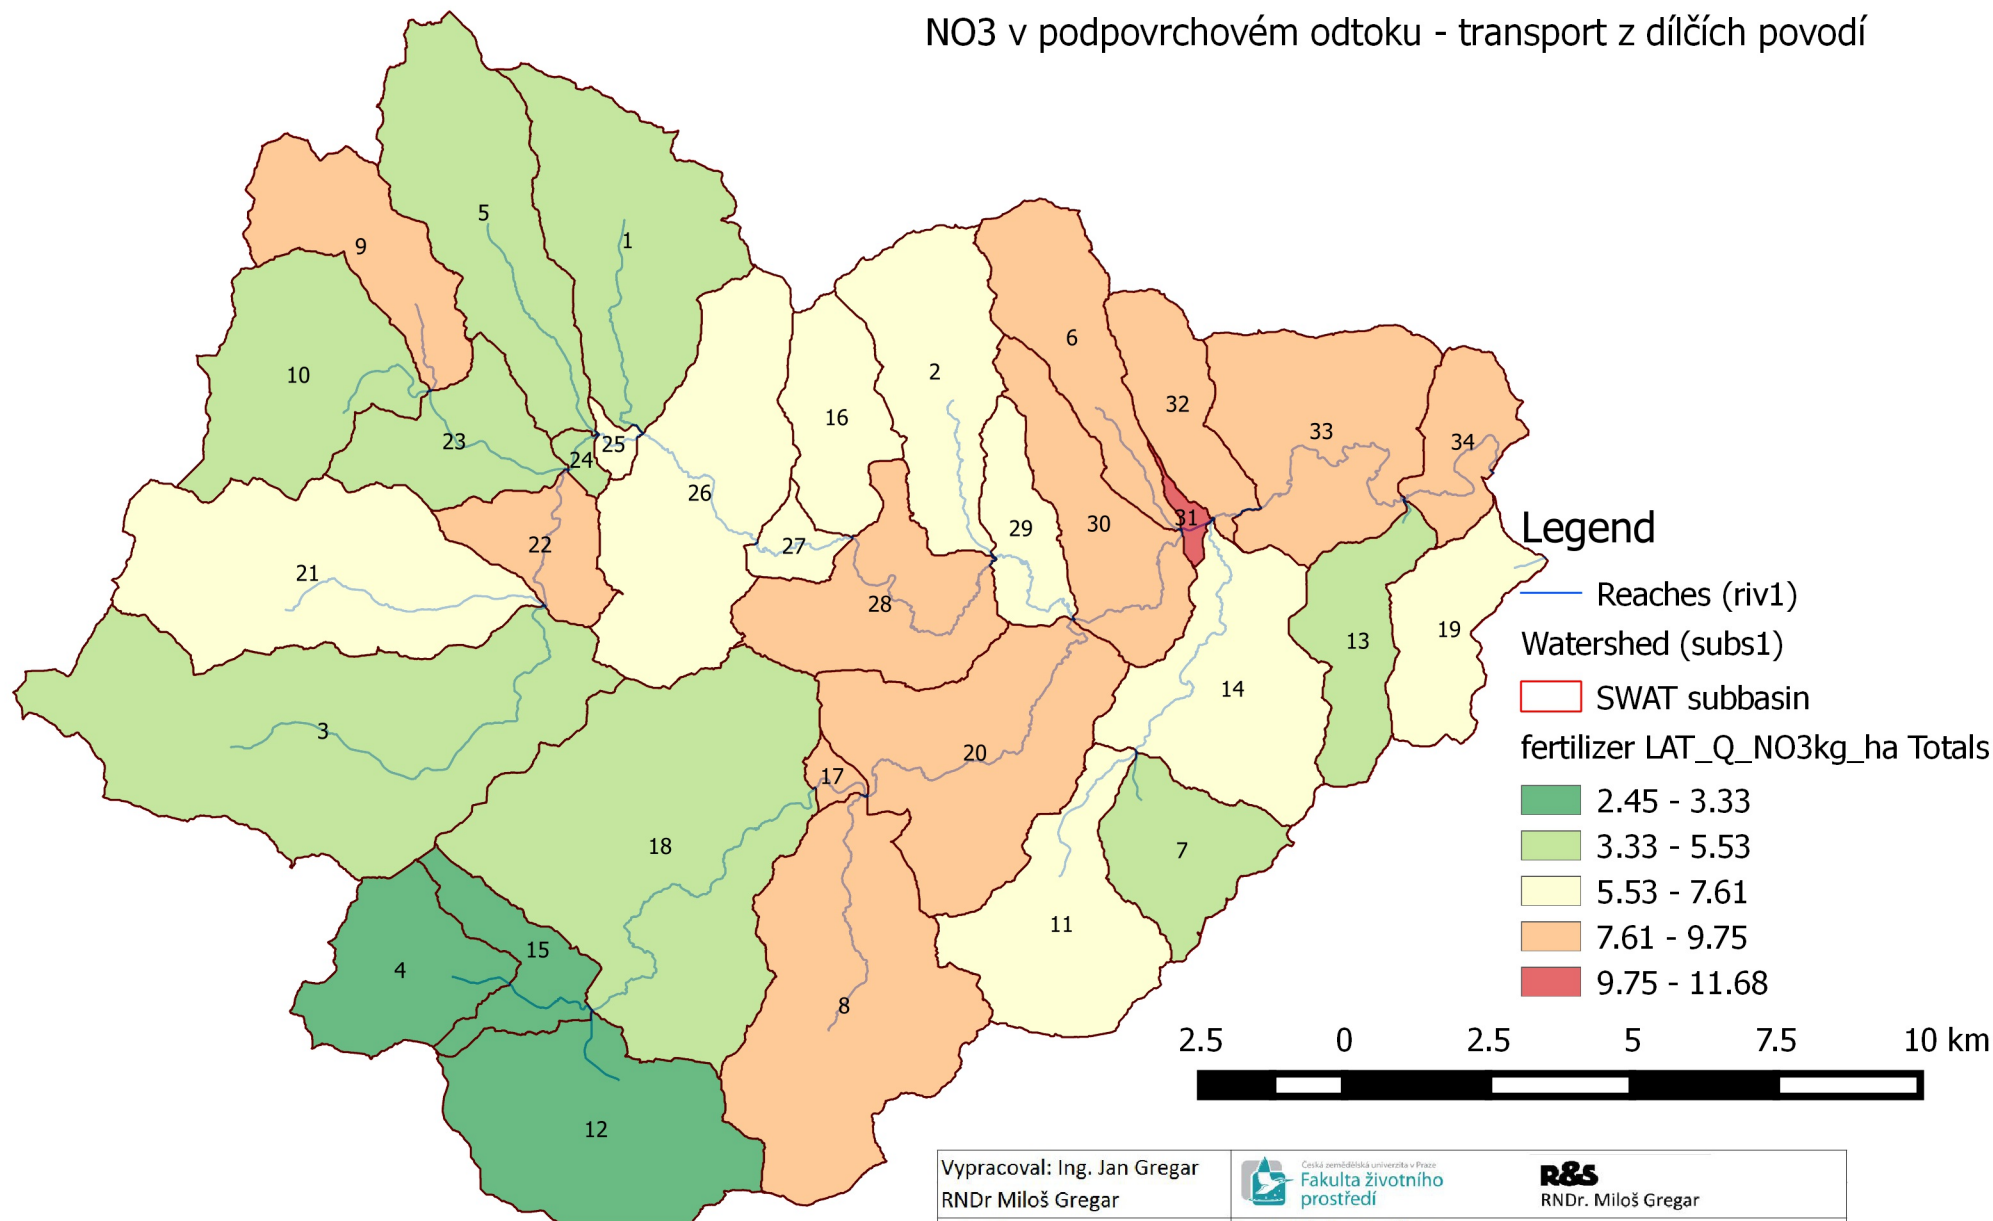 NO3 v podpovrchovém odtoku - transport z dílčích povodí
5
1
9
10
23
24
25
26
16
2
6
32
33
34
31
30
29
27
28
22
21
3
20
14
13
19
17
18
7
11
15
4
8
12
Legend
Reaches (riv1)
Watershed (subs1)
SWAT subbasin
fertilizer LAT_Q_NO3kg_ha Totals
2.45 - 3.33
3.33 - 5.53
5.53 - 7.61
7.61 - 9.75
9.75 - 11.68
2.5 0 2.5 5 7.5 10 km
Vypracoval: Ing. Jan Gregar
RNDr Miloš Gregar
Česká zemědělská univerzita v Praze
Fakulta životního
prostředí
R&S
RNDr. Miloš Gregar